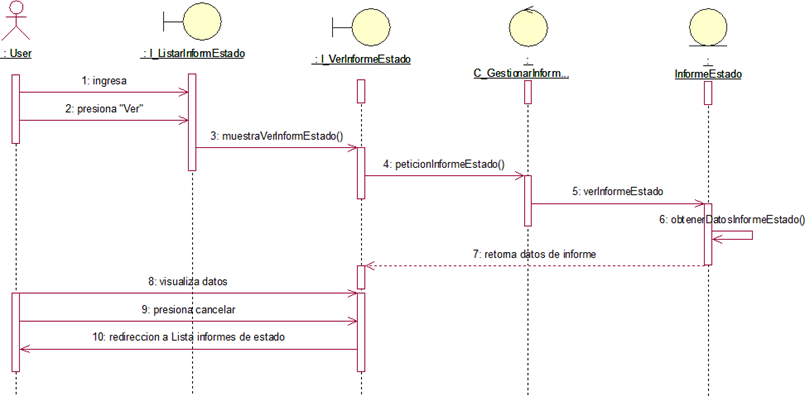 : User
: I_ListarInformEstado
: I_VerInformeEstado
:
C_GestionarInform...
:
InformeEstado
1: ingresa
2: presiona "Ver"
3: muestraVerInformEstado()
4: peticionInformeEstado()
5: verInformeEstado
6: obtenerDatosInformeEstado()
7: retorna datos de informe
8: visualiza datos
9: presiona cancelar
10: redireccion a Lista informes de estado